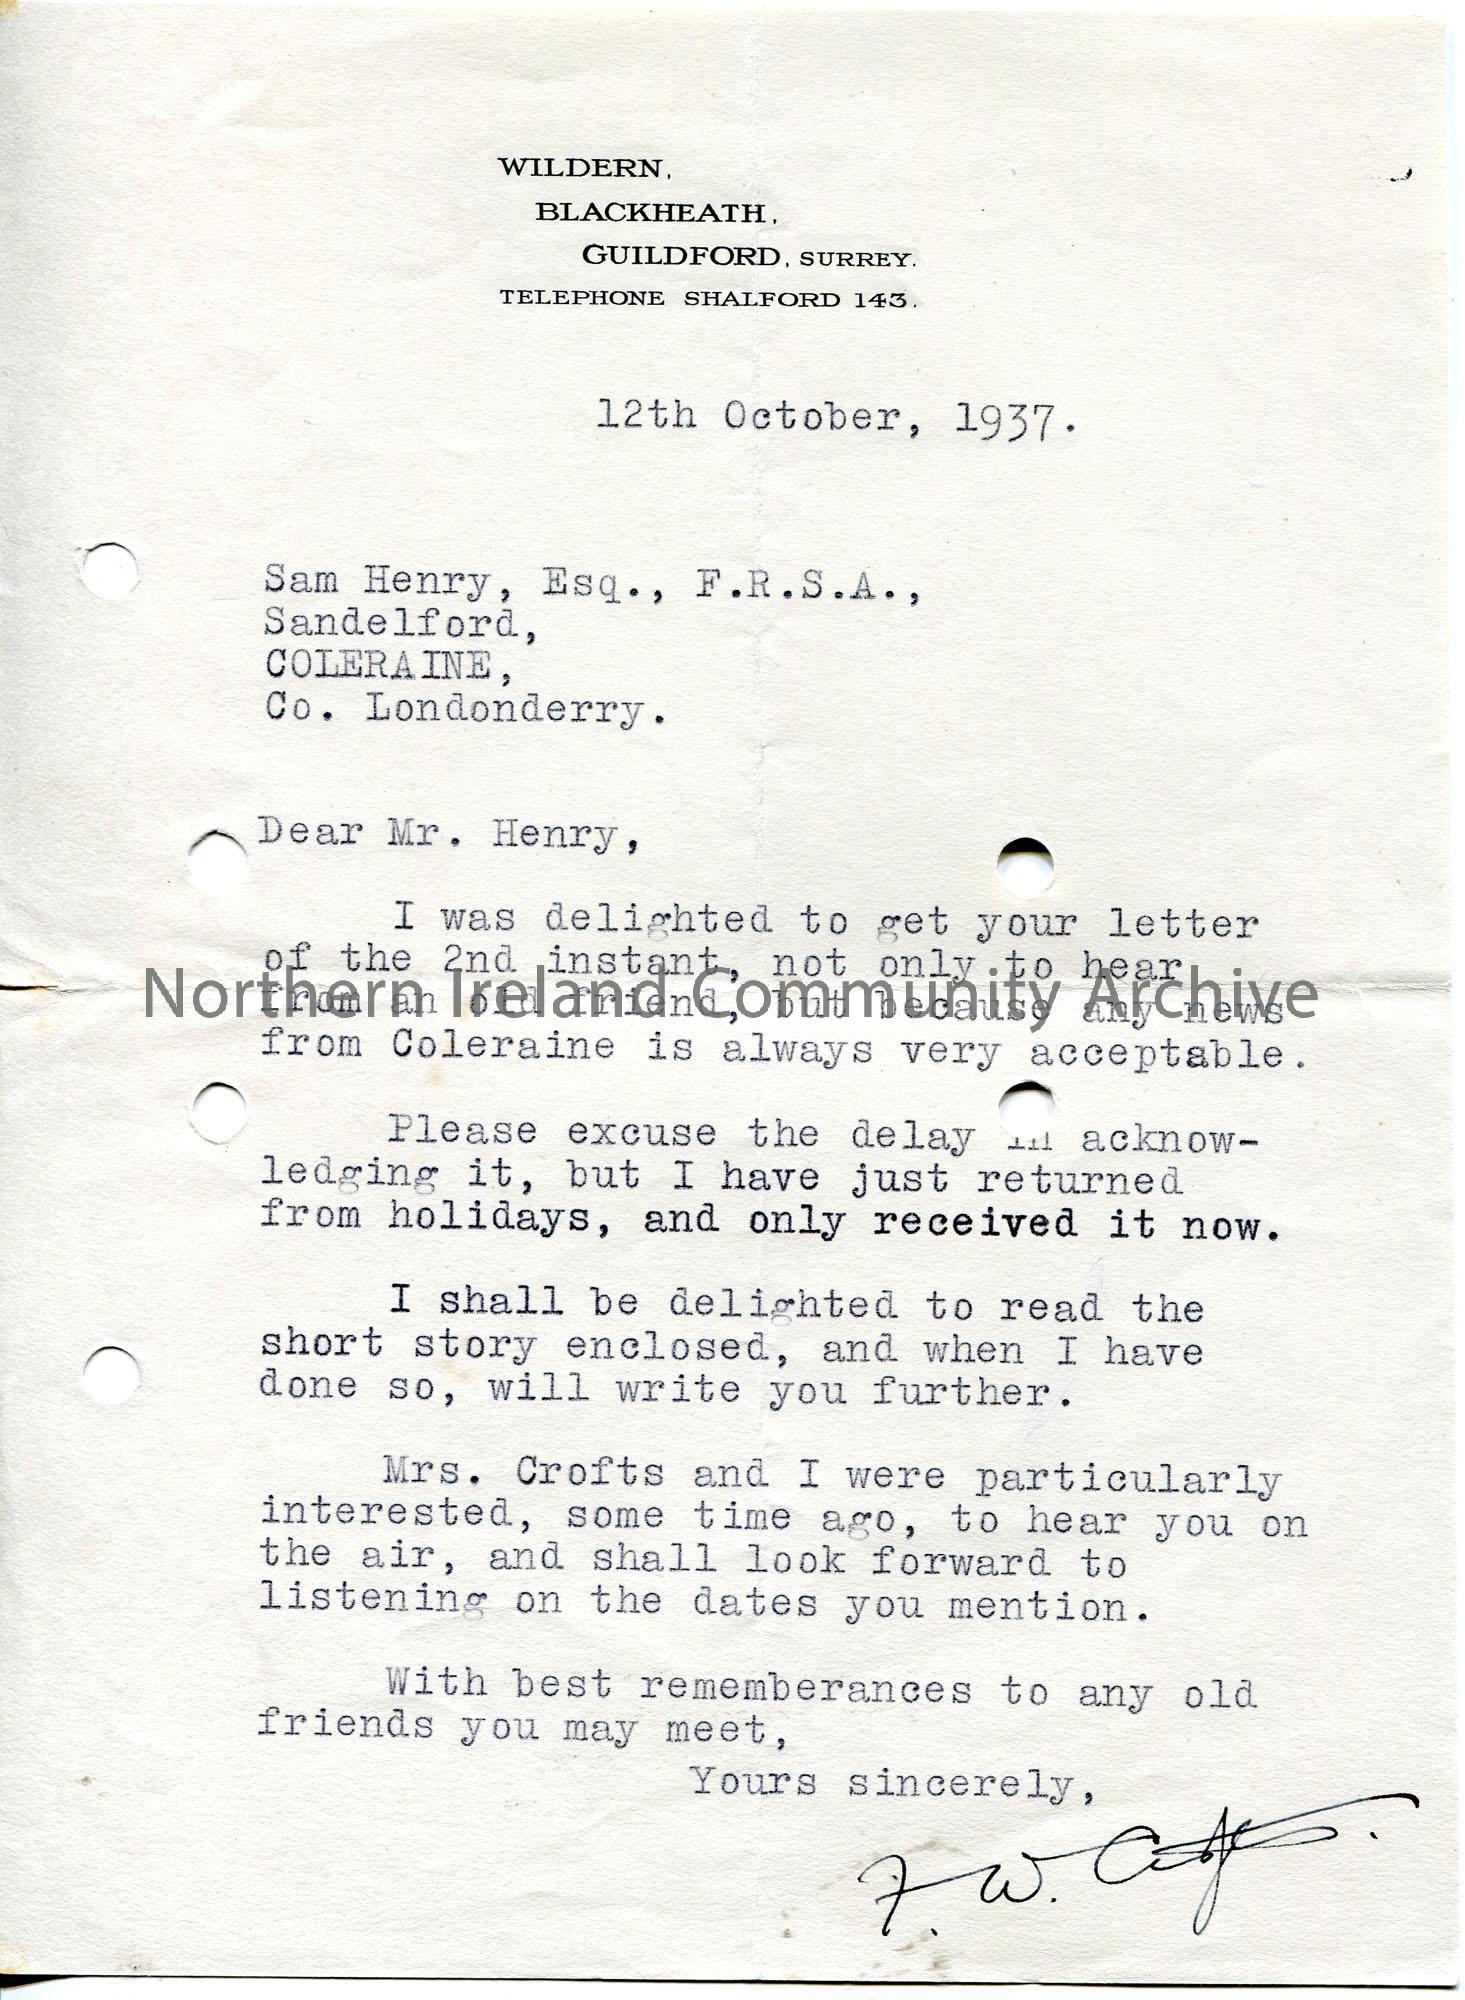 WILDERN,
BLACKHEATH,
GUILDFORD, SURREY.
TELEPHONE SHALFORD 143.
12th October, 1937.
Sam Henry, Esq., F.R.S.A.,
Sandelford,
COLERAINE,
Co. Londonderry.
Dear Mr. Henry,
I was delighted to get your letter
of the 2nd instant, not only to hear
from an old friend, but because any news
from Coleraine is always very acceptable.
Northern Ireland Community Archive
Please excuse the delay in acknow-
ledging it, but I have just returned
from holidays, and only received it now.
I shall be delighted to read the
short story enclosed, and when I have
done so, will write you further.
Mrs. Crofts and I were particularly
interested, some time ago, to hear you on
the air, and shall look forward to
listening on the dates you mention.
With best rememberances to any old
friends you may meet,
Yours sincerely,
F. W. Crofts.